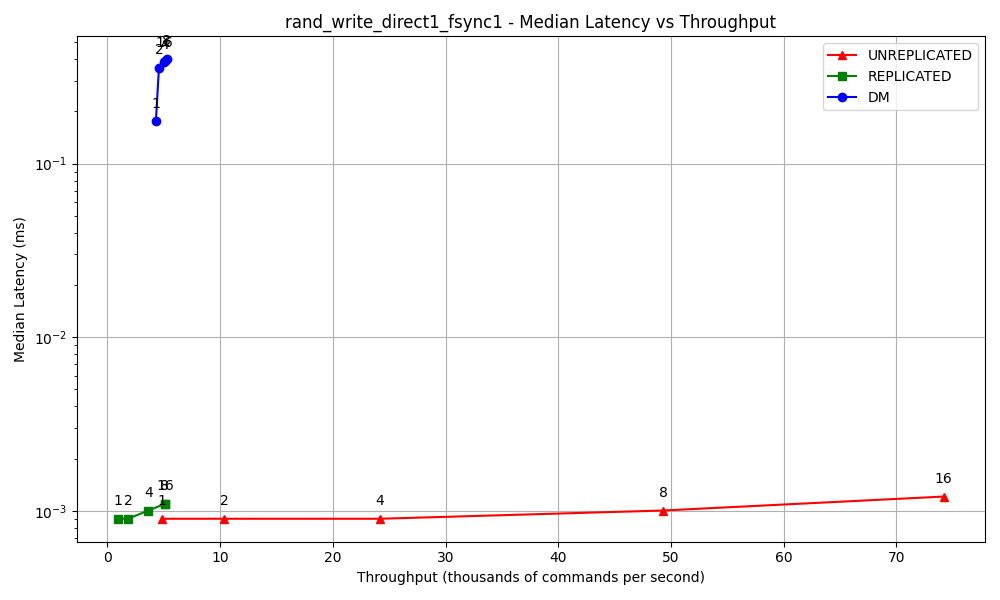 rand_write_direct1_fsync1 - Median Latency vs Throughput
UNREPLICATED
REPLICATED
DM
Median Latency (ms)
10⁻¹
10⁻²
10⁻³
1
2
16
1
2
4
8
16
1
2
4
8
16
0 10 20 30 40 50 60 70
Throughput (thousands of commands per second)